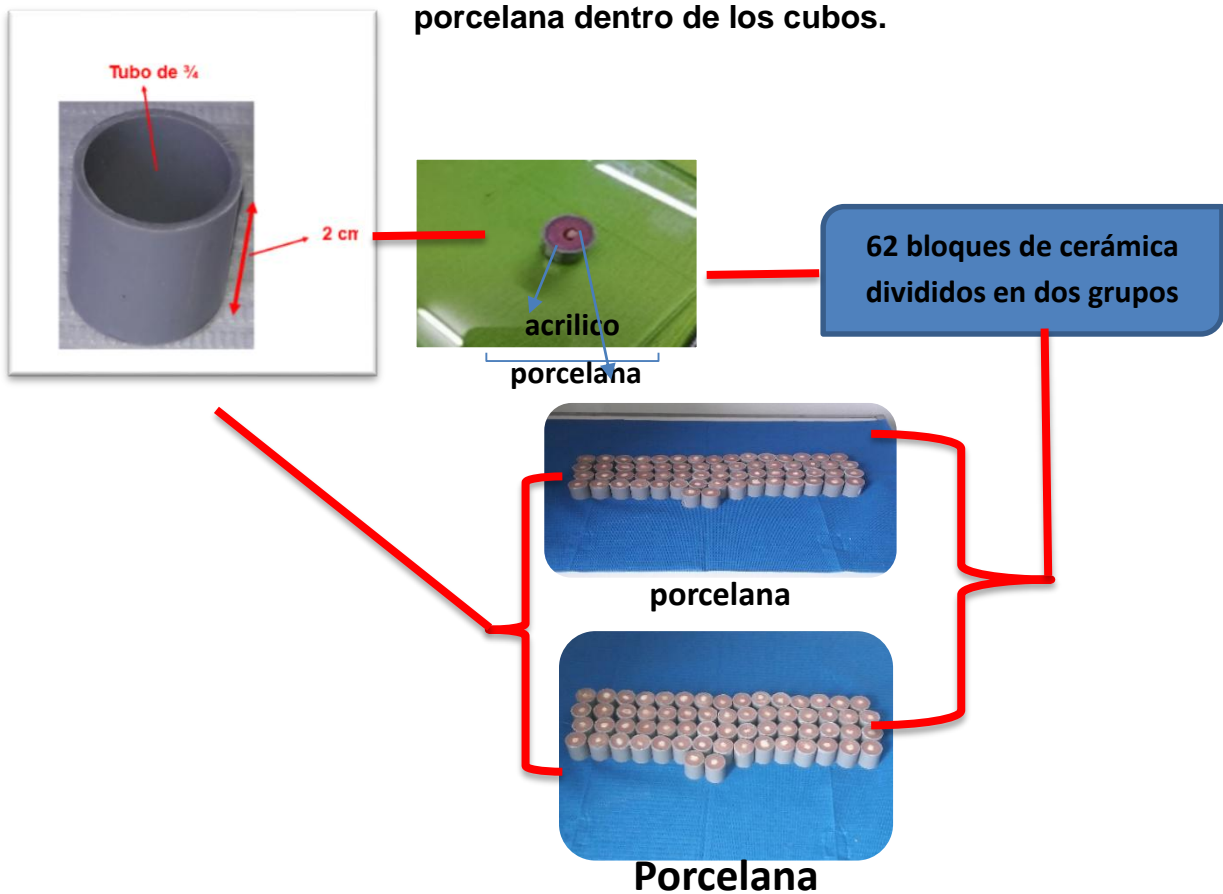 porcelana dentro de los cubos.
Tubo de ¾
2 cm
acrilico
porcelana
62 bloques de cerámica
divididos en dos grupos
porcelana
Porcelana